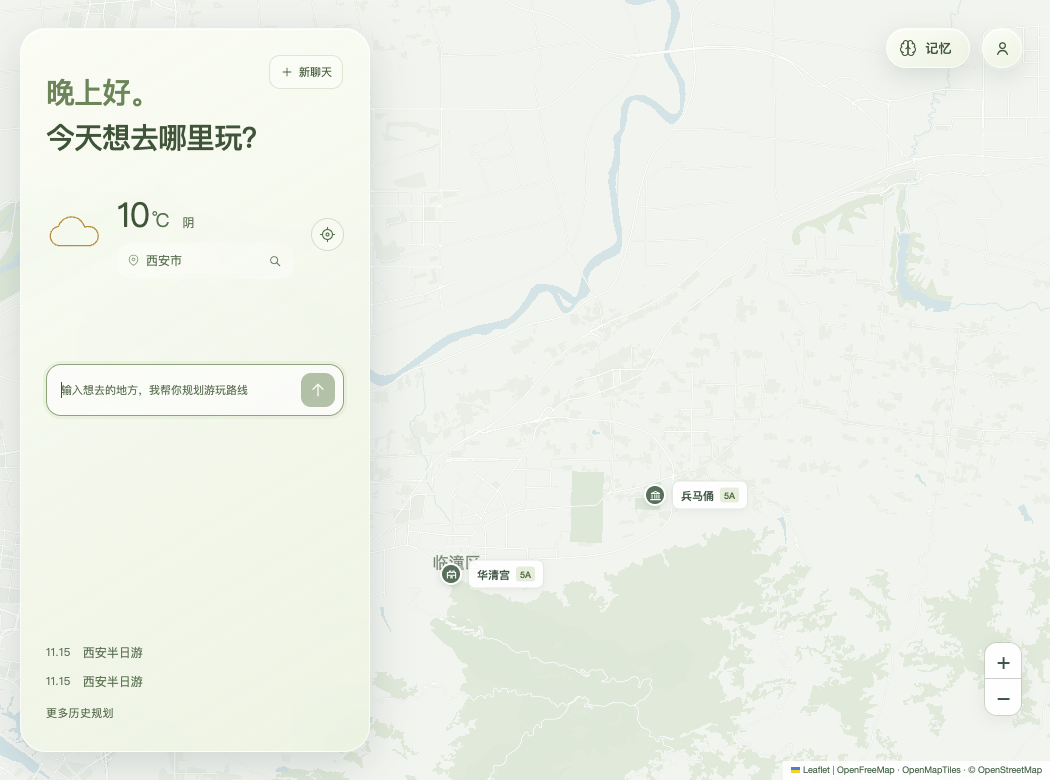 记忆
新聊天
晚上好。
今天想去哪里玩?
10℃ 阴
西安市
输入想去的地方，我帮你规划游玩路线
兵马俑 5A
临潼区
华清宫 5A
11.15 西安半日游
11.15 西安半日游
更多历史规划
+
−
Leaflet | OpenFreeMap · OpenMapTiles · © OpenStreetMap